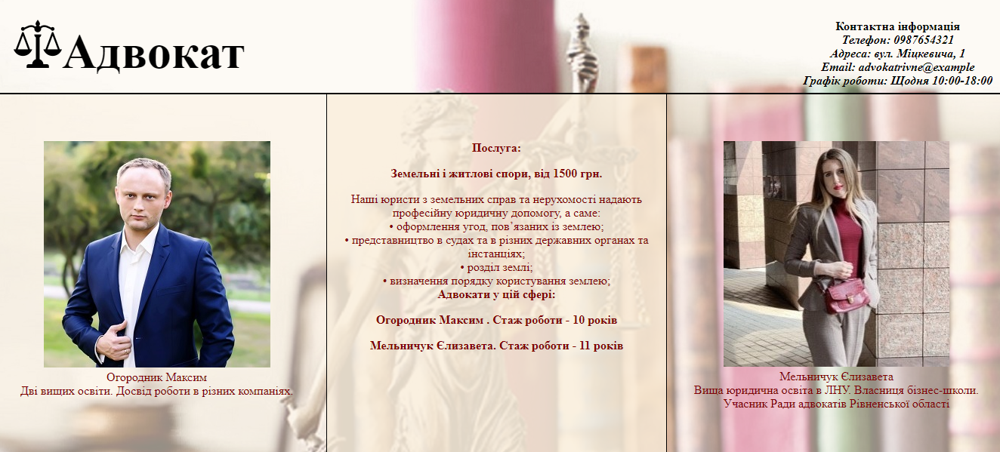 Адвокат
Контактна інформація
Телефон: 0987654321
Адреса: вул. Міцкевича, 1
Email: advokatrivne@example
Графік роботи: Щодня 10:00-18:00
Огородник Максим
Дві вищих освіти. Досвід роботи в різних компаніях.
Послуга:
Земельні і житлові спори, від 1500 грн.
Наші юристи з земельних справ та нерухомості надають
професійну юридичну допомогу, а саме:
• оформлення угод, пов’язаних із землею;
• представництво в судах та в різних державних органах та
інстанціях;
• розділ землі;
• визначення порядку користування землею;
Адвокати у цій сфері:
Огородник Максим . Стаж роботи - 10 років
Мельничук Єлизавета. Стаж роботи - 11 років
Мельничук Єлизавета
Вища юридична освіта в ЛНУ. Власниця бізнес-школи.
Учасник Ради адвокатів Рівненської області